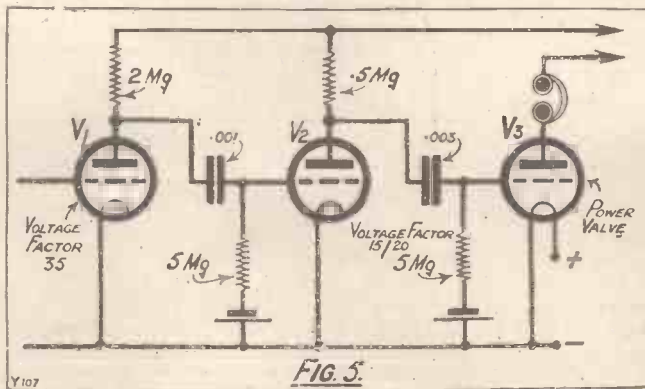 2 Mg
.5 Mg
V1
.001
V2
.003
V3
VOLTAGE
FACTOR
35
VOLTAGE FACTOR
15/20
POWER
VALVE
5 Mg
5 Mg
+
−
FIG. 5.
Y107